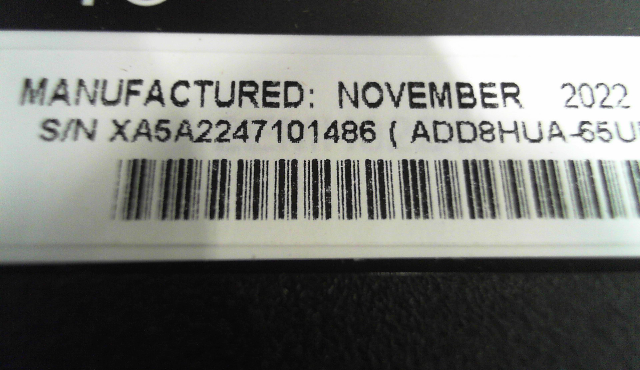 MANUFACTURED: NOVEMBER 2022
S/N XA5A2247101486 ( ADD8HUA-65U